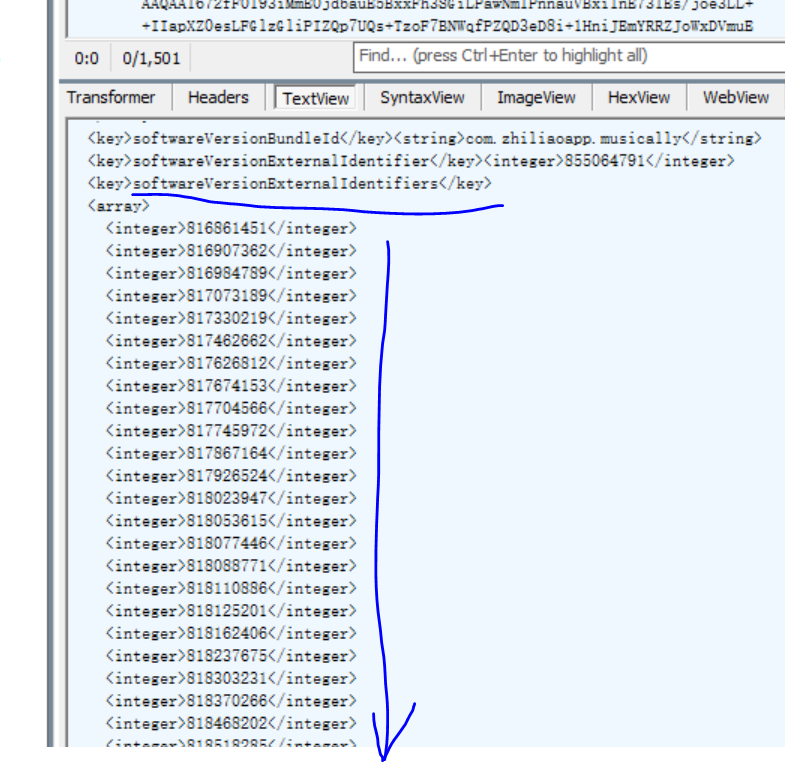 +IIapXZ0esLFGlzGliPIZQp7UQs+TzoF7BNWqfPZQD3eD8i+1HniJEmYRRZJoWxDVmuE
0:0 0/1,501 Find... (press Ctrl+Enter to highlight all)
Transformer Headers TextView SyntaxView ImageView HexView WebView
<key>softwareVersionBundleId</key><string>com.zhiliaoapp.musically</string>
<key>softwareVersionExternalIdentifier</key><integer>855064791</integer>
<key>softwareVersionExternalIdentifiers</key>
<array>
<integer>816861451</integer>
<integer>816907362</integer>
<integer>816984789</integer>
<integer>817073189</integer>
<integer>817330219</integer>
<integer>817462662</integer>
<integer>817626812</integer>
<integer>817674153</integer>
<integer>817704566</integer>
<integer>817745972</integer>
<integer>817867164</integer>
<integer>817926524</integer>
<integer>818023947</integer>
<integer>818053615</integer>
<integer>818077446</integer>
<integer>818088771</integer>
<integer>818110886</integer>
<integer>818125201</integer>
<integer>818162406</integer>
<integer>818237675</integer>
<integer>818303231</integer>
<integer>818370266</integer>
<integer>818468202</integer>
<integer>818518285</integer>